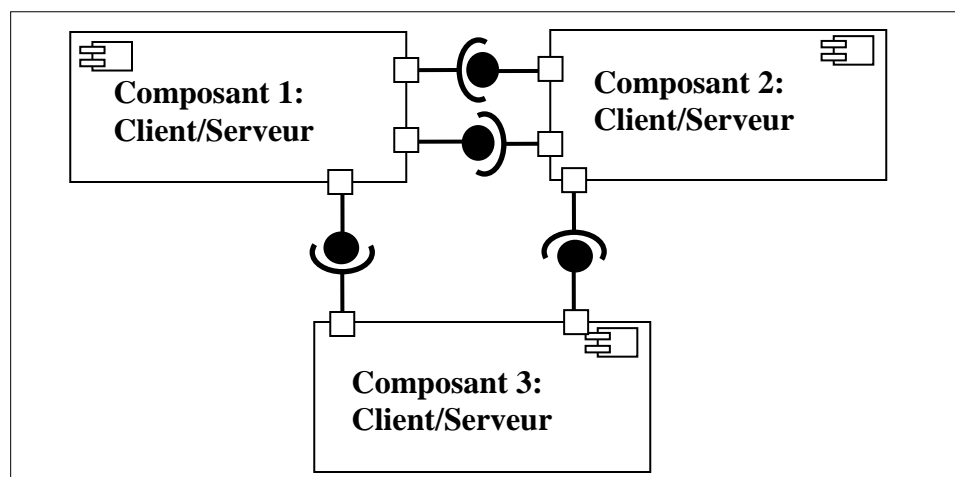 Composant 1:
Client/Serveur
Composant 2:
Client/Serveur
Composant 3:
Client/Serveur